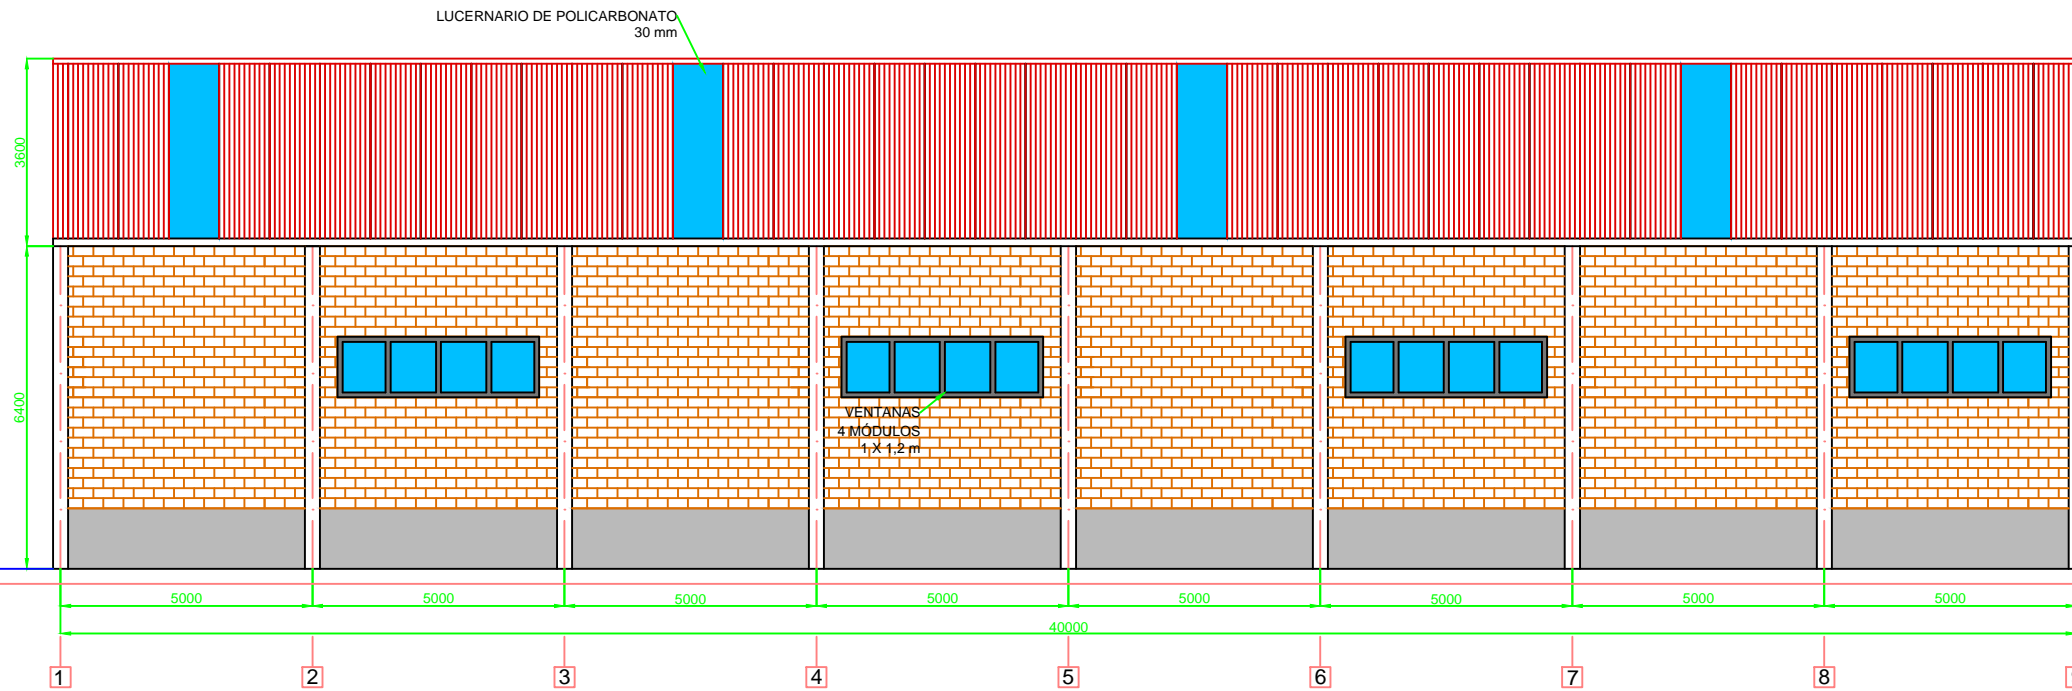 LUCERNARIO DE POLICARBONATO
30 mm
3600
6400
VENTANAS
4 MÓDULOS
1 X 1,2 m
5000 5000 5000 5000 5000 5000 5000 5000
40000
1 2 3 4 5 6 7 8